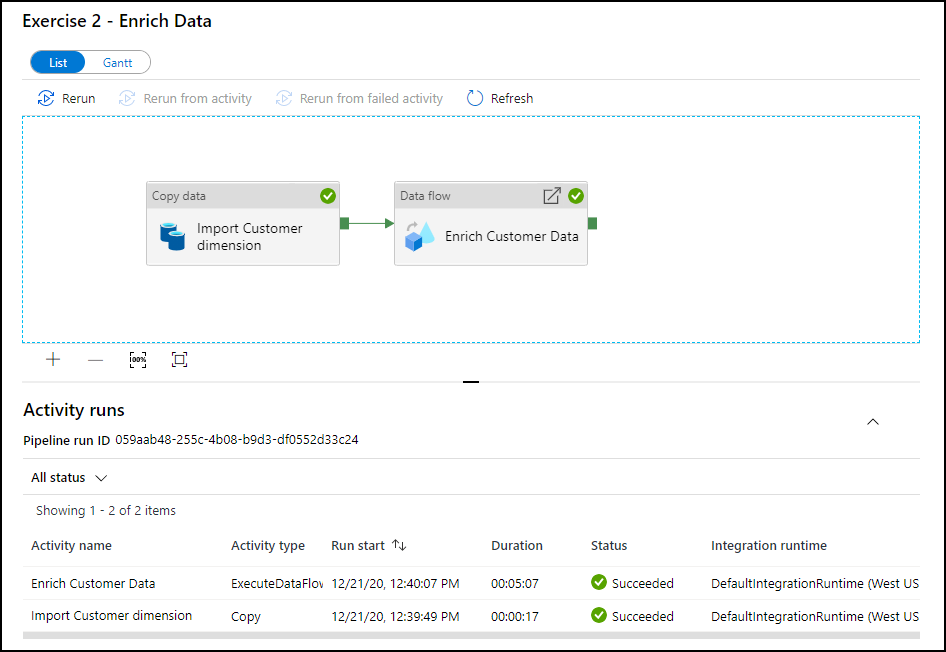 Exercise 2 - Enrich Data
List Gantt
Rerun Rerun from activity Rerun from failed activity Refresh
Copy data
Import Customer
dimension
Data flow
Enrich Customer Data
100%
Activity runs
Pipeline run ID 059aab48-255c-4b08-b9d3-df0552d33c24
All status
Showing 1 - 2 of 2 items
Activity name Activity type Run start Duration Status Integration runtime
Enrich Customer Data ExecuteDataFlow 12/21/20, 12:40:07 PM 00:05:07 Succeeded DefaultIntegrationRuntime (West US
Import Customer dimension Copy 12/21/20, 12:39:49 PM 00:00:17 Succeeded DefaultIntegrationRuntime (West US